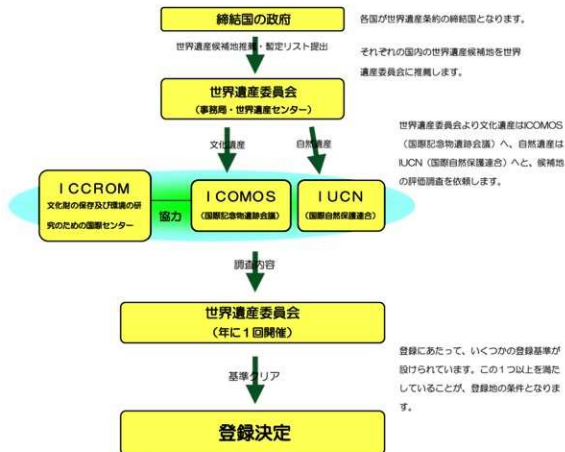 締結国の政府
各国が世界遺産条約の締結国となります。
世界遺産候補地推薦・暫定リスト提出
それぞれの国内の世界遺産候補地を世界
遺産委員会に推薦します。
世界遺産委員会
(事務局・世界遺産センター)
文化遺産
自然遺産
世界遺産委員会より文化遺産はICOMOS
(国際記念物遺跡会議)へ、自然遺産は
IUCN(国際自然保護連合)へと、候補地
の評価調査を依頼します。
ICCROM
文化財の保存及び環境の研
究のための国際センター
協力
ICOMOS
(国際記念物遺跡会議)
IUCN
(国際自然保護連合)
調査内容
世界遺産委員会
(年に1回開催)
基準クリア
登録にあたって、いくつかの登録基準が
設けられています。この1つ以上を満た
していることが、登録地の条件となりま
す。
登録決定